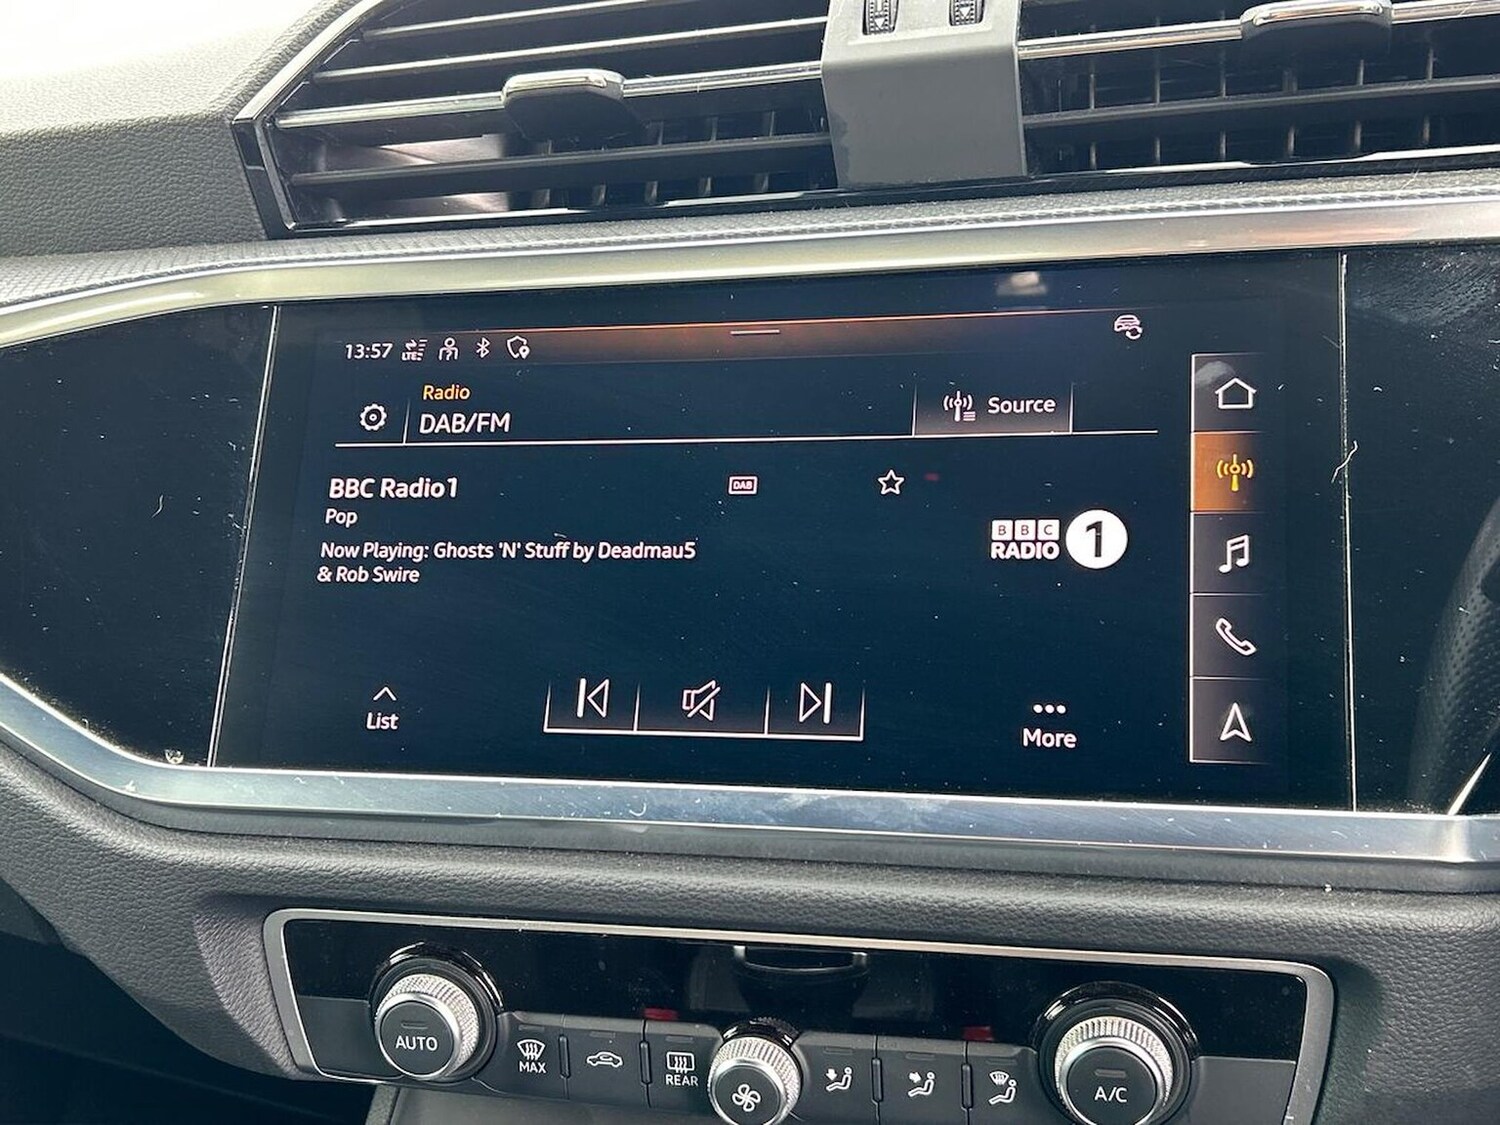 13:57 LTE
Radio
DAB/FM
Source
BBC Radio1
DAB
Pop
Now Playing: Ghosts 'N' Stuff by Deadmau5
& Rob Swire
BBC
RADIO 1
List
More
AUTO
MAX
REAR
A/C